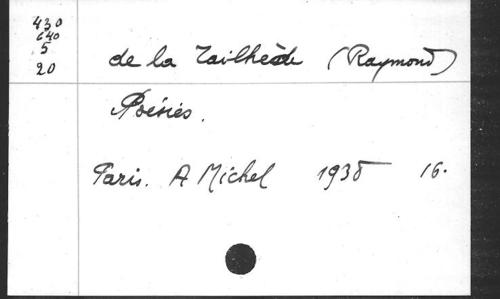 430
640
5
20
de la Tailhède (Raymond)
Poésies.
Paris. A Michel 1938 16.